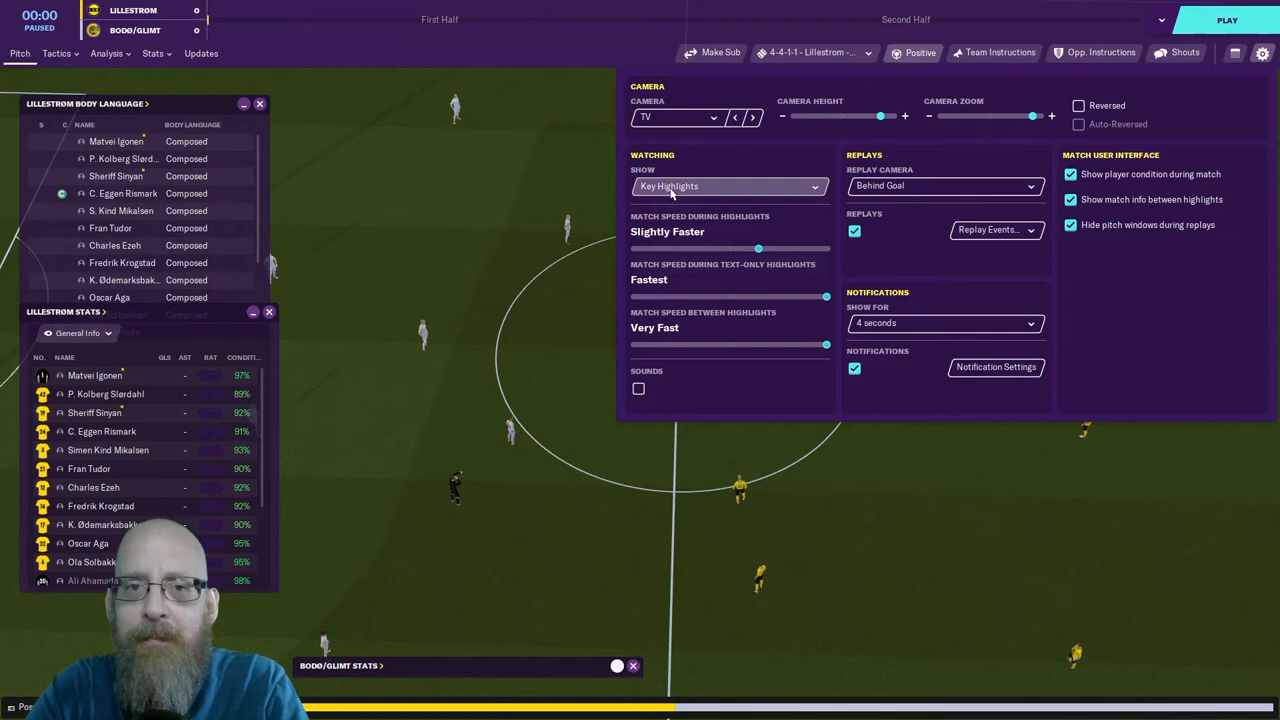 00:00
PAUSED
LILLESTRØM 0
BODØ/GLIMT 0
First Half
Second Half
PLAY
Pitch
Tactics
Analysis
Stats
Updates
Make Sub
4-4-1-1 - Lillestrom -...
Positive
Team Instructions
Opp. Instructions
Shouts
LILLESTRØM BODY LANGUAGE >
S C NAME BODY LANGUAGE
Matvei Igonen Composed
P. Kolberg Slørd... Composed
Sheriff Sinyan Composed
C C. Eggen Rismark Composed
S. Kind Mikalsen Composed
Fran Tudor Composed
Charles Ezeh Composed
Fredrik Krogstad Composed
K. Ødemarksbak... Composed
Oscar Aga Composed
LILLESTRØM STATS >
General Info
NO. NAME GLS AST RAT CONDITI...
Matvei Igonen - - 97%
P. Kolberg Slørdahl - - 89%
Sheriff Sinyan - - 92%
C. Eggen Rismark - - 91%
Simen Kind Mikalsen - - 93%
Fran Tudor - - 90%
Charles Ezeh - - 92%
Fredrik Krogstad - - 92%
K. Ødemarksbakk... - 90%
Oscar Aga - 95%
Ola Solbakk - 95%
Ali Ahamada - 98%
BODØ/GLIMT STATS >
CAMERA
CAMERA
TV
CAMERA HEIGHT
- +
CAMERA ZOOM
- +
Reversed
Auto-Reversed
WATCHING
SHOW
Key Highlights
MATCH SPEED DURING HIGHLIGHTS
Slightly Faster
MATCH SPEED DURING TEXT-ONLY HIGHLIGHTS
Fastest
MATCH SPEED BETWEEN HIGHLIGHTS
Very Fast
SOUNDS
REPLAYS
REPLAY CAMERA
Behind Goal
REPLAYS
Replay Events...
NOTIFICATIONS
SHOW FOR
4 seconds
NOTIFICATIONS
Notification Settings
MATCH USER INTERFACE
Show player condition during match
Show match info between highlights
Hide pitch windows during replays